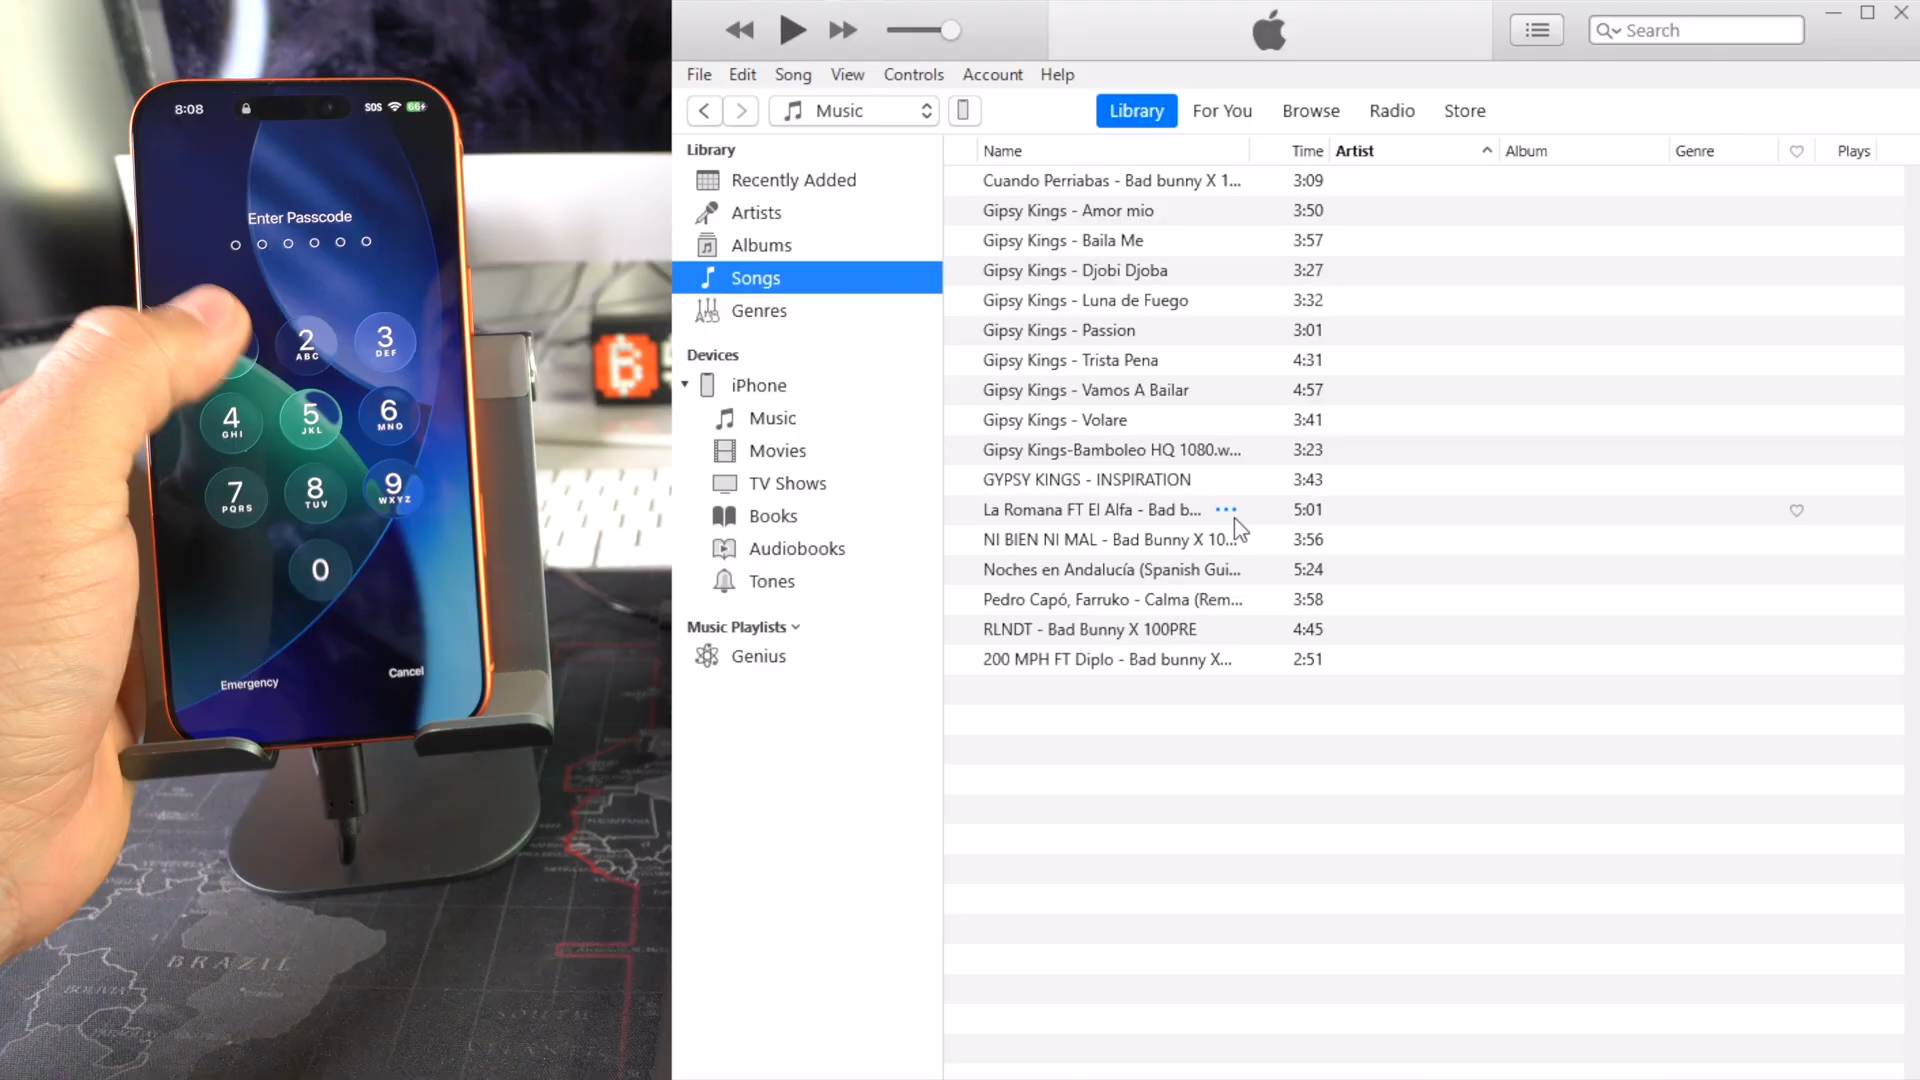 8:08
SOS
66
Enter Passcode
2
ABC
3
DEF
4
GHI
5
JKL
6
MNO
7
PQRS
8
TUV
9
WXYZ
0
Emergency
Cancel
BRAZIL
BOLIVIA
SOUTH
Search
File Edit Song View Controls Account Help
Music
Library For You Browse Radio Store
Library
Recently Added
Artists
Albums
Songs
Genres
Devices
iPhone
Music
Movies
TV Shows
Books
Audiobooks
Tones
Music Playlists
Genius
Name Time Artist Album Genre Plays
Cuando Perriabas - Bad bunny X 1... 3:09
Gipsy Kings - Amor mio 3:50
Gipsy Kings - Baila Me 3:57
Gipsy Kings - Djobi Djoba 3:27
Gipsy Kings - Luna de Fuego 3:32
Gipsy Kings - Passion 3:01
Gipsy Kings - Trista Pena 4:31
Gipsy Kings - Vamos A Bailar 4:57
Gipsy Kings - Volare 3:41
Gipsy Kings-Bamboleo HQ 1080.w... 3:23
GYPSY KINGS - INSPIRATION 3:43
La Romana FT El Alfa - Bad b... 5:01
NI BIEN NI MAL - Bad Bunny X 10... 3:56
Noches en Andalucía (Spanish Gui... 5:24
Pedro Capó, Farruko - Calma (Rem... 3:58
RLNDT - Bad Bunny X 100PRE 4:45
200 MPH FT Diplo - Bad bunny X... 2:51